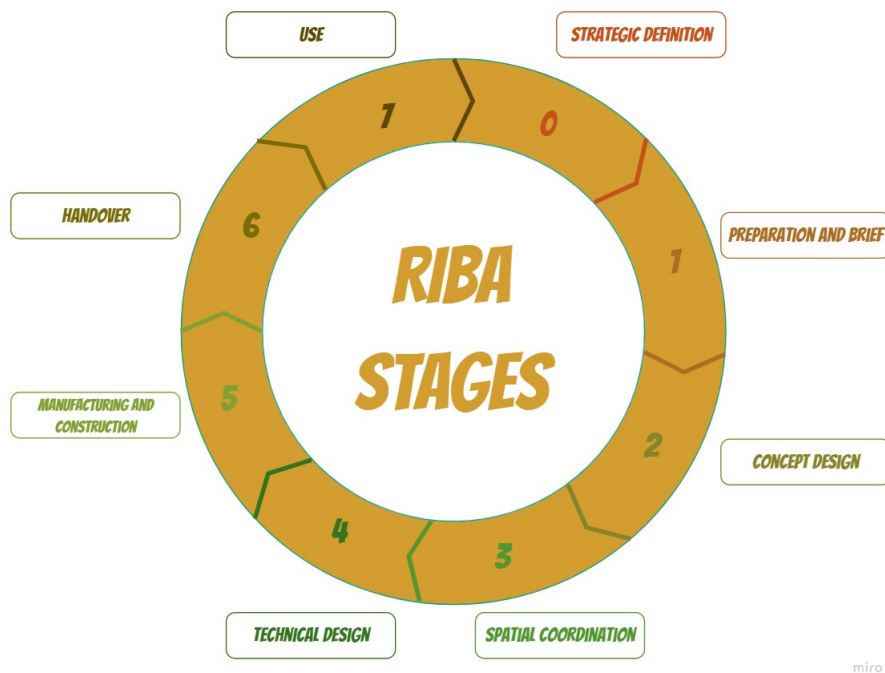 USE
STRATEGIC DEFINITION
1
0
HANDOVER
6
RIBA
STAGES
1
PREPARATION AND BRIEF
MANUFACTURING AND
CONSTRUCTION
5
2
CONCEPT DESIGN
4
3
TECHNICAL DESIGN
SPATIAL COORDINATION
miro